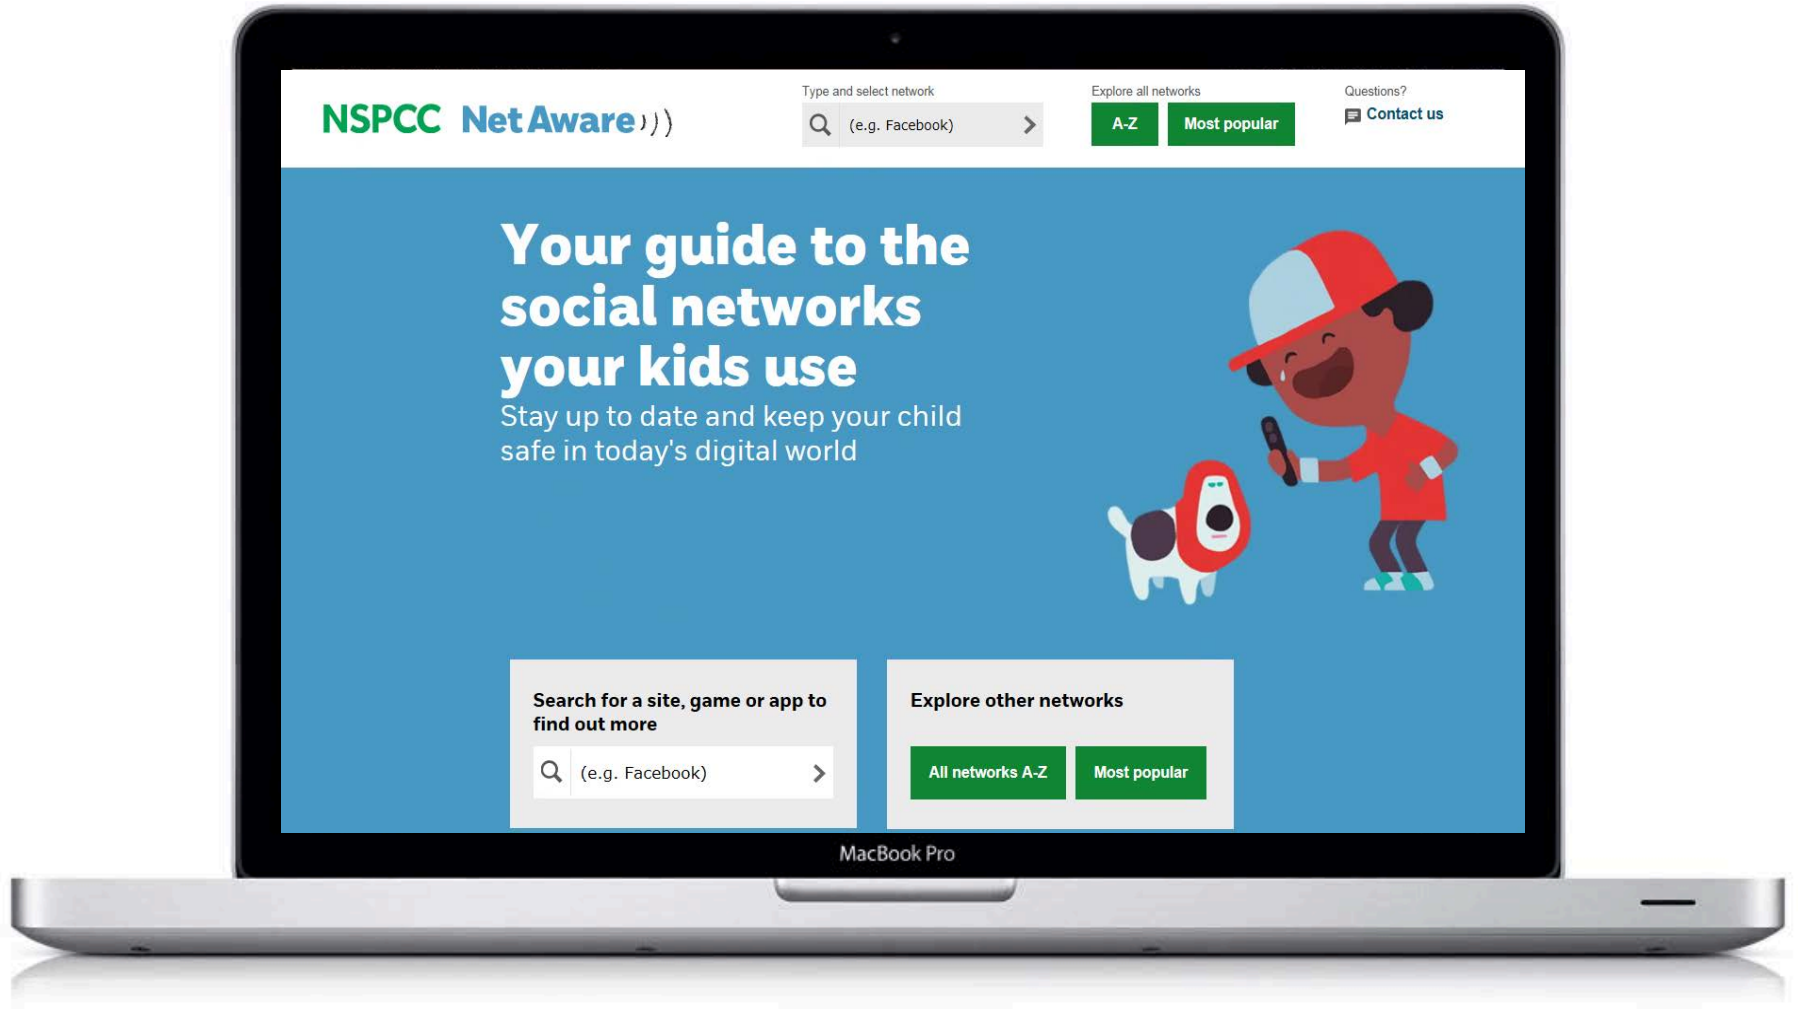 NSPCC Net Aware
Type and select network
(e.g. Facebook)
Explore all networks
A-Z
Most popular
Questions?
Contact us
Your guide to the
social networks
your kids use
Stay up to date and keep your child
safe in today's digital world
Search for a site, game or app to
find out more
(e.g. Facebook)
Explore other networks
All networks A-Z
Most popular
MacBook Pro